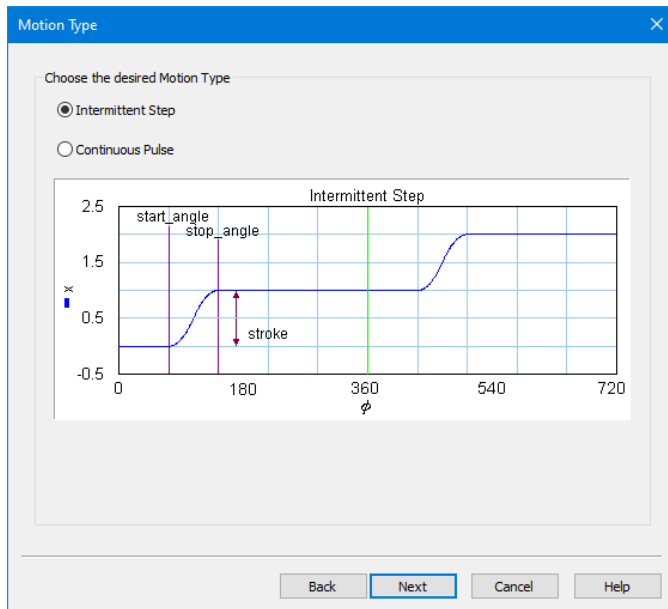 Motion Type
Choose the desired Motion Type
Intermittent Step
Continuous Pulse
Intermittent Step
2.5
start_angle
stop_angle
1.5
x
0.5
stroke
-0.5
0 180 360 540 720
ϕ
Back Next Cancel Help